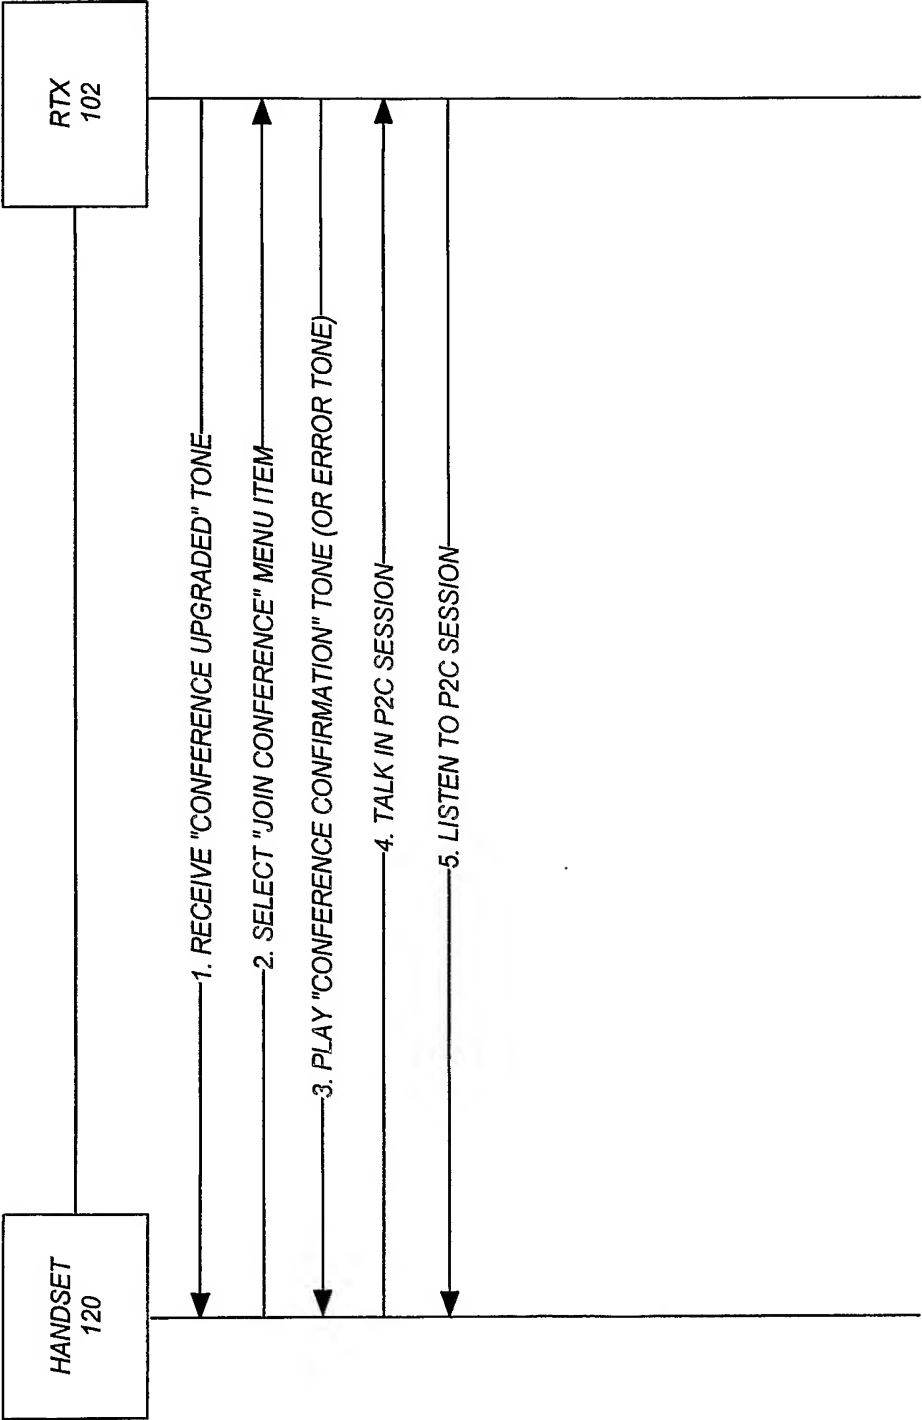 HANDSET
120
RTX
102
1. RECEIVE "CONFERENCE UPGRADED" TONE
2. SELECT "JOIN CONFERENCE" MENU ITEM
3. PLAY "CONFERENCE CONFIRMATION" TONE (OR ERROR TONE)
4. TALK IN P2C SESSION
5. LISTEN TO P2C SESSION